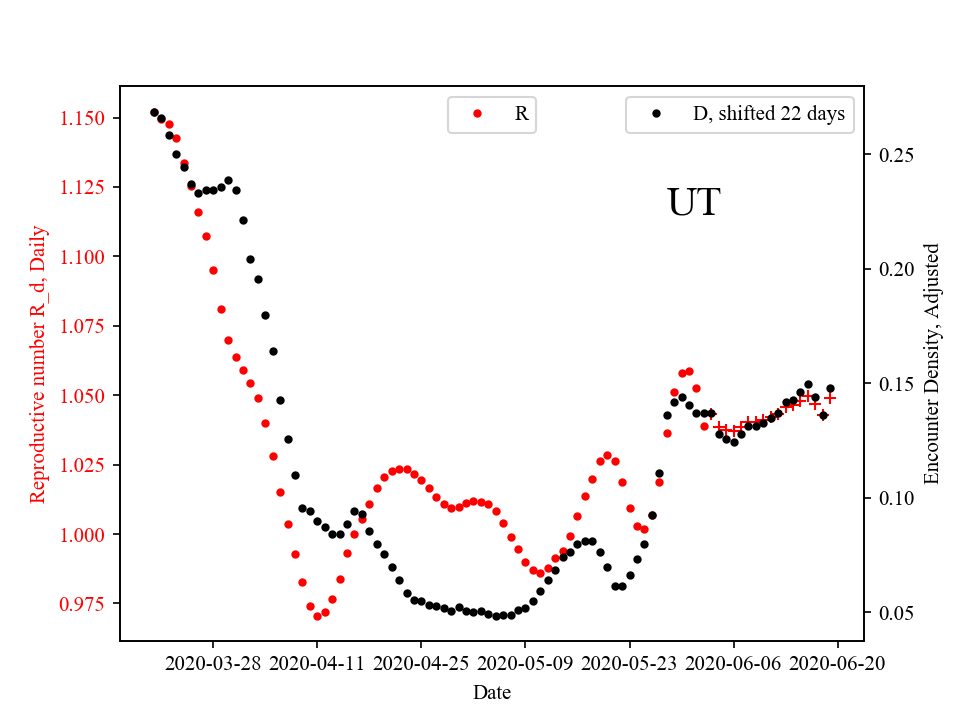 R
D, shifted 22 days
UT
Reproductive number R_d, Daily
1.150
1.125
1.100
1.075
1.050
1.025
1.000
0.975
0.25
0.20
0.15
0.10
0.05
Encounter Density, Adjusted
2020-03-28 2020-04-11 2020-04-25 2020-05-09 2020-05-23 2020-06-06 2020-06-20
Date